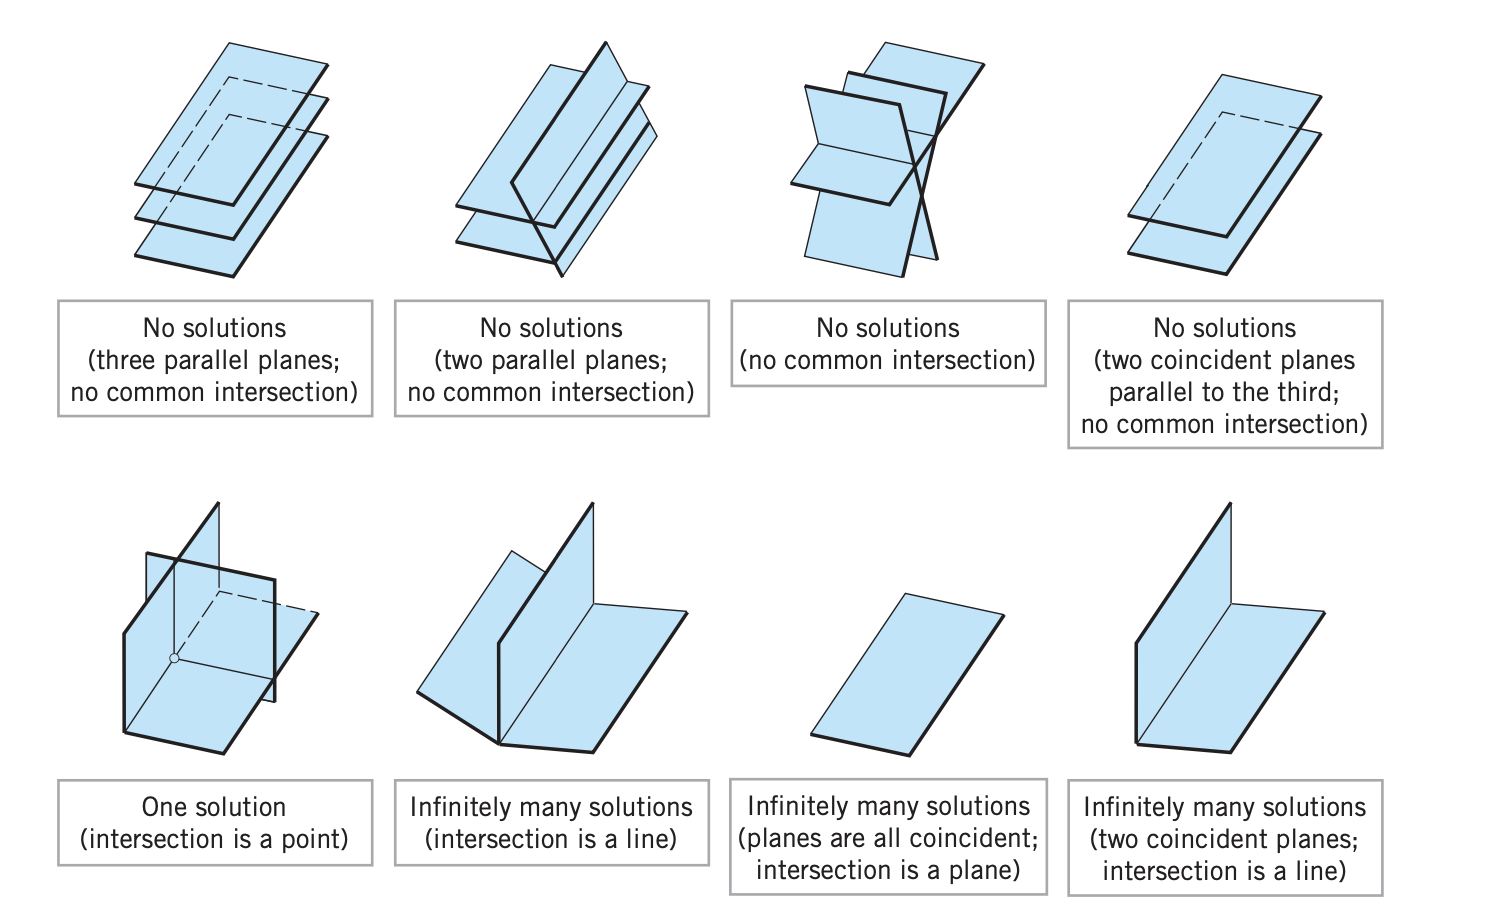 No solutions
(three parallel planes;
no common intersection)
No solutions
(two parallel planes;
no common intersection)
No solutions
(no common intersection)
No solutions
(two coincident planes
parallel to the third;
no common intersection)
One solution
(intersection is a point)
Infinitely many solutions
(intersection is a line)
Infinitely many solutions
(planes are all coincident;
intersection is a plane)
Infinitely many solutions
(two coincident planes;
intersection is a line)